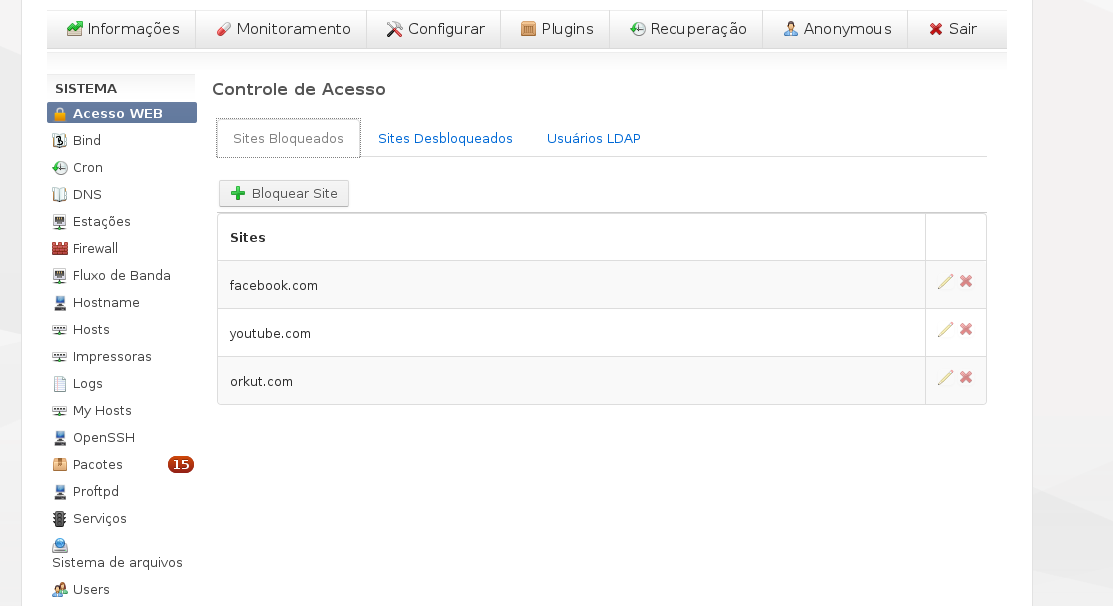 Informações Monitoramento Configurar Plugins Recuperação Anonymous Sair
SISTEMA
Acesso WEB
Bind
Cron
DNS
Estações
Firewall
Fluxo de Banda
Hostname
Hosts
Impressoras
Logs
My Hosts
OpenSSH
Pacotes 15
Proftpd
Serviços
Sistema de arquivos
Users
Controle de Acesso
Sites Bloqueados Sites Desbloqueados Usuários LDAP
Bloquear Site
Sites
facebook.com
youtube.com
orkut.com